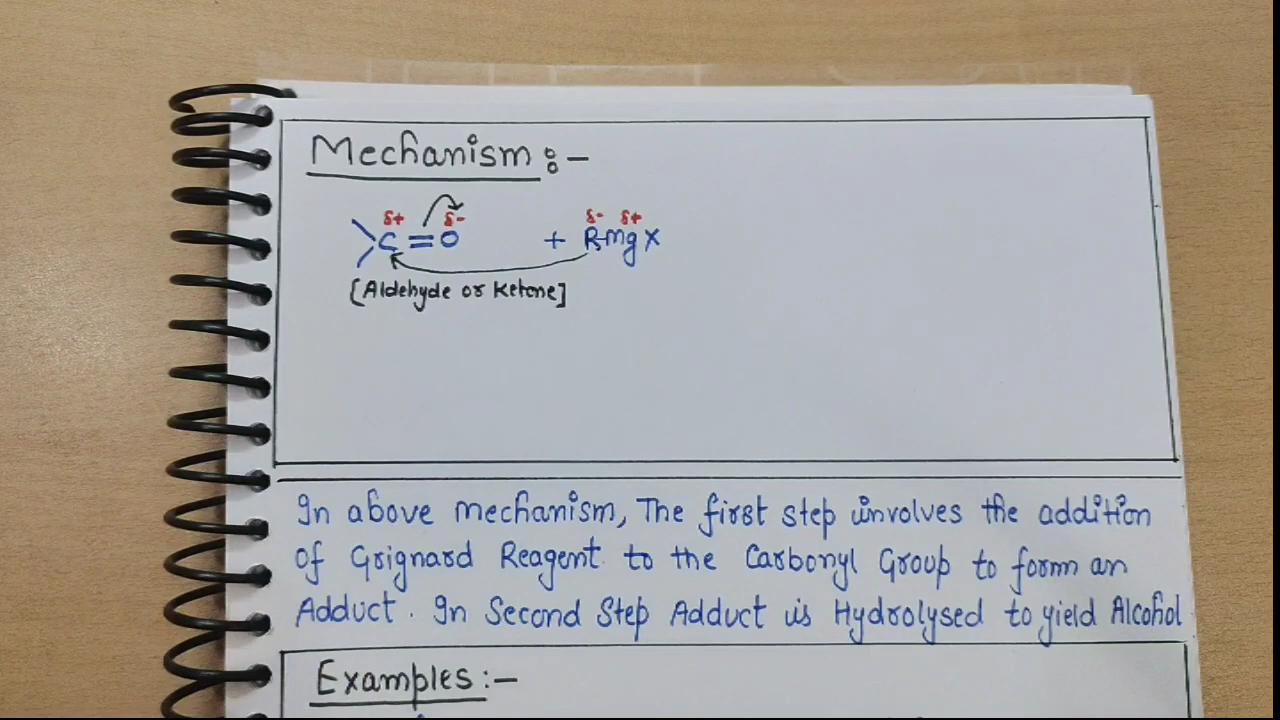 Mechanism :-
δ+ δ- δ- δ+
C=O + R-MgX
[Aldehyde or Ketone]
In above mechanism, The first step involves the addition
of Grignard Reagent to the Carbonyl Group to form an
Adduct. In Second Step Adduct is Hydrolysed to yield Alcohol
Examples :-